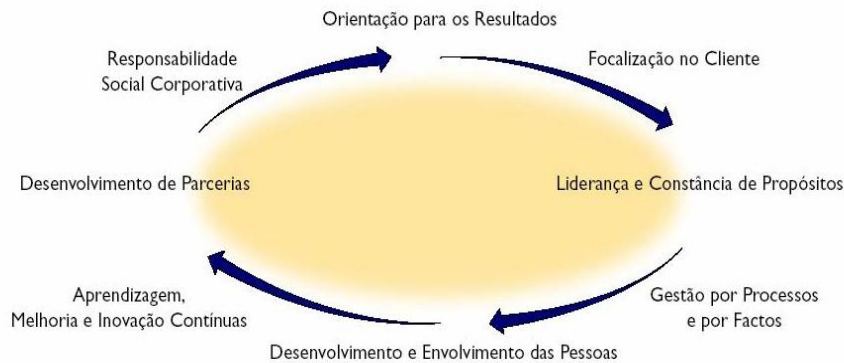 Orientação para os Resultados
Responsabilidade
Social Corporativa
Focalização no Cliente
Desenvolvimento de Parcerias
Liderança e Constância de Propósitos
Aprendizagem,
Melhoria e Inovação Contínuas
Gestão por Processos
e por Factos
Desenvolvimento e Envolvimento das Pessoas